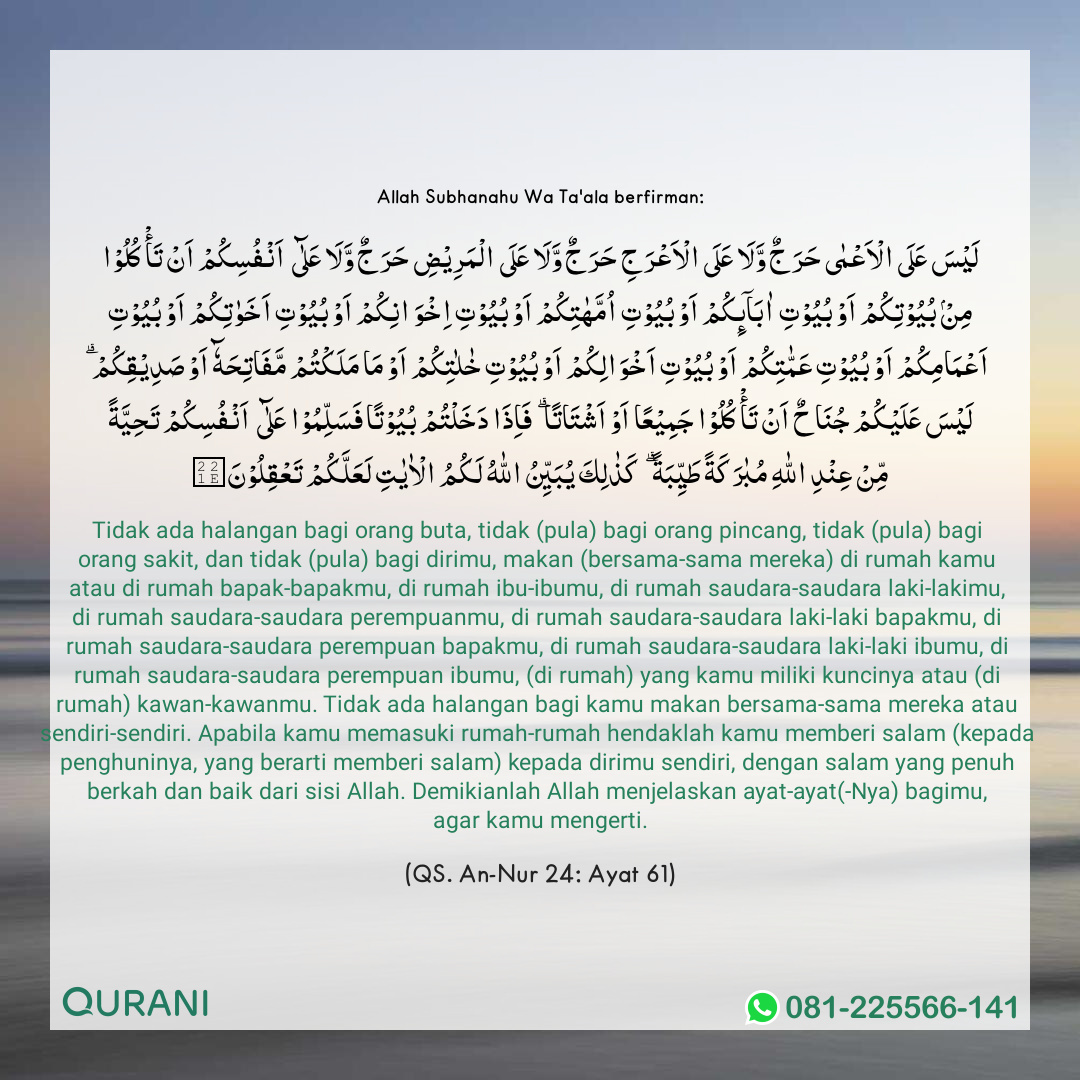 Allah Subhanahu Wa Ta'ala berfirman:
لَيْسَ عَلَى الْاَعْمٰى حَرَجٌ وَّلَا عَلَى الْاَعْرَجِ حَرَجٌ وَّلَا عَلَى الْمَرِيْضِ حَرَجٌ وَّلَا عَلٰٓى اَنْفُسِكُمْ اَنْ تَأْكُلُوْا
مِنْۢ بُيُوْتِكُمْ اَوْ بُيُوْتِ اٰبَآئِكُمْ اَوْ بُيُوْتِ اُمَّهٰتِكُمْ اَوْ بُيُوْتِ اِخْوَانِكُمْ اَوْ بُيُوْتِ اَخَوٰتِكُمْ اَوْ بُيُوْتِ
اَعْمَامِكُمْ اَوْ بُيُوْتِ عَمّٰتِكُمْ اَوْ بُيُوْتِ اَخْوَالِكُمْ اَوْ بُيُوْتِ خٰلٰتِكُمْ اَوْ مَا مَلَكْتُمْ مَّفَاتِحَهٗٓ اَوْ صَدِيْقِكُمْ ۗ
لَيْسَ عَلَيْكُمْ جُنَاحٌ اَنْ تَأْكُلُوْا جَمِيْعًا اَوْ اَشْتَاتًا ۗ فَاِذَا دَخَلْتُمْ بُيُوْتًا فَسَلِّمُوْا عَلٰٓى اَنْفُسِكُمْ تَحِيَّةً
مِّنْ عِنْدِ اللّٰهِ مُبٰرَكَةً طَيِّبَةً ۗ كَذٰلِكَ يُبَيِّنُ اللّٰهُ لَكُمُ الْاٰيٰتِ لَعَلَّكُمْ تَعْقِلُوْنَ
Tidak ada halangan bagi orang buta, tidak (pula) bagi orang pincang, tidak (pula) bagi
orang sakit, dan tidak (pula) bagi dirimu, makan (bersama-sama mereka) di rumah kamu
atau di rumah bapak-bapakmu, di rumah ibu-ibumu, di rumah saudara-saudara laki-lakimu,
di rumah saudara-saudara perempuanmu, di rumah saudara-saudara laki-laki bapakmu, di
rumah saudara-saudara perempuan bapakmu, di rumah saudara-saudara laki-laki ibumu, di
rumah saudara-saudara perempuan ibumu, (di rumah) yang kamu miliki kuncinya atau (di
rumah) kawan-kawanmu. Tidak ada halangan bagi kamu makan bersama-sama mereka atau
sendiri-sendiri. Apabila kamu memasuki rumah-rumah hendaklah kamu memberi salam (kepada
penghuninya, yang berarti memberi salam) kepada dirimu sendiri, dengan salam yang penuh
berkah dan baik dari sisi Allah. Demikianlah Allah menjelaskan ayat-ayat(-Nya) bagimu,
agar kamu mengerti.
(QS. An-Nur 24: Ayat 61)
QURANI
081-225566-141